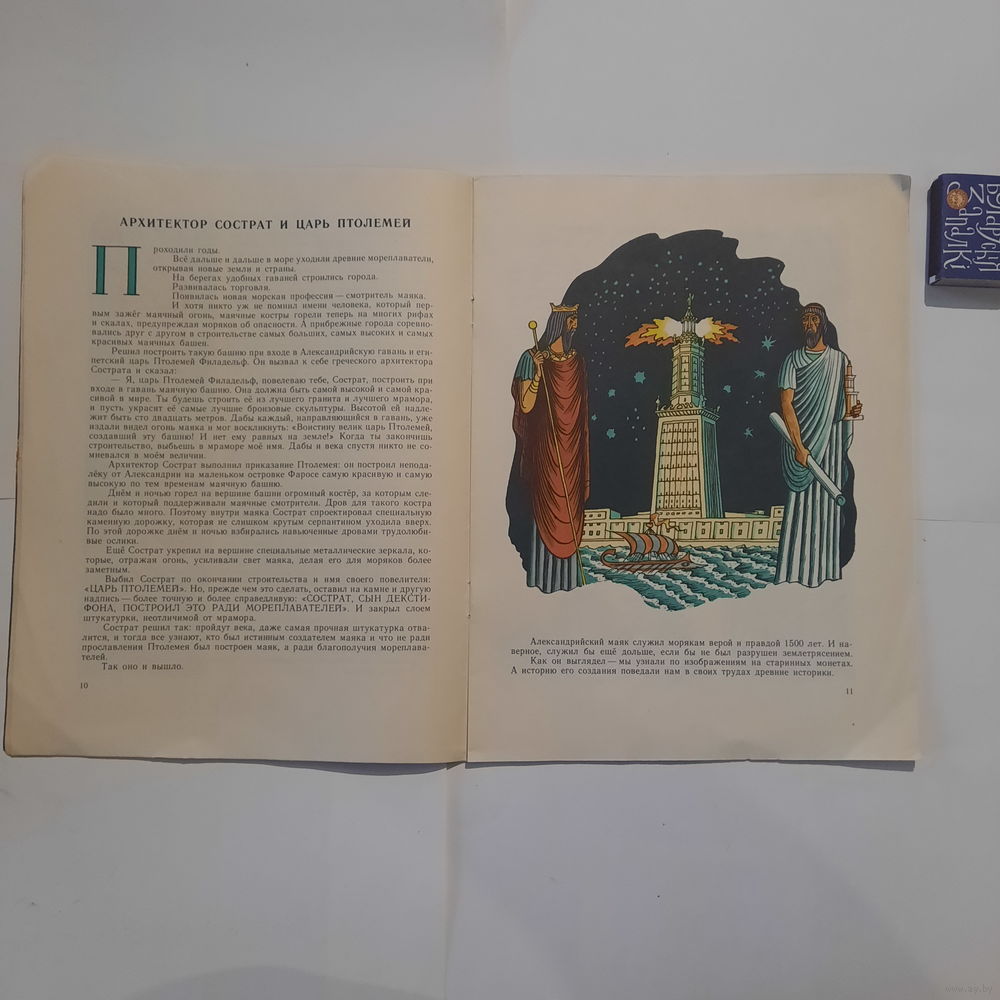 АРХИТЕКТОР СОСТРАТ И ЦАРЬ ПТОЛЕМЕЙ
Проходили годы.
Всё дальше и дальше в море уходили древние мореплаватели,
открывая новые земли и страны.
На берегах удобных гаваней строились города.
Развивалась торговля.
Появилась новая морская профессия — смотритель маяка.
И хотя никто уж не помнил имени человека, который пер-
вым зажёг маячный огонь, маячные костры горели теперь на многих рифах
и скалах, предупреждая моряков об опасности. А прибрежные города соревно-
вались друг с другом в строительстве самых больших, самых высоких и самых
красивых маячных башен.
Решил построить такую башню при входе в Александрийскую гавань и еги-
петский царь Птолемей Филадельф. Он вызвал к себе греческого архитектора
Сострата и сказал:
— Я, царь Птолемей Филадельф, повелеваю тебе, Сострат, построить при
входе в гавань маячную башню. Она должна быть самой высокой и самой кра-
сивой в мире. Ты будешь строить её из лучшего гранита и лучшего мрамора,
и пусть украсят её самые лучшие бронзовые скульптуры. Высотой ей надле-
жит быть сто двадцать метров. Дабы каждый, направляющийся в гавань, уже
издали видел огонь маяка и мог воскликнуть: «Воистину велик царь Птолемей,
создавший эту башню! И нет ему равных на земле!» Когда ты закончишь
строительство, выбьешь в мраморе моё имя. Дабы и века спустя никто не со-
мневался в моём величии.
Архитектор Сострат выполнил приказание Птолемея: он построил непода-
лёку от Александрии на маленьком островке Фаросе самую красивую и самую
высокую по тем временам маячную башню.
Днём и ночью горел на вершине башни огромный костёр, за которым сле-
дили и который поддерживали маячные смотрители. Дров для такого костра
надо было много. Поэтому внутри маяка Сострат спроектировал специальную
каменную дорожку, которая не слишком крутым серпантином уходила вверх.
По этой дорожке днём и ночью взбирались навьюченные дровами трудолюби-
вые ослики.
Ещё Сострат укрепил на вершине специальные металлические зеркала, ко-
торые, отражая огонь, усиливали свет маяка, делая его для моряков более
заметным.
Выбил Сострат по окончании строительства и имя своего повелителя:
«ЦАРЬ ПТОЛЕМЕЙ». Но, прежде чем это сделать, оставил на камне и другую
надпись — более точную и более справедливую: «СОСТРАТ, СЫН ДЕКСТИ-
ФОНА, ПОСТРОИЛ ЭТО РАДИ МОРЕПЛАВАТЕЛЕЙ». И закрыл слоем
штукатурки, неотличимой от мрамора.
Сострат решил так: пройдут века, даже самая прочная штукатурка отва-
лится, и тогда все узнают, кто был истинным создателем маяка и что не ради
прославления Птолемея был построен маяк, а ради благополучия мореплава-
телей.
Так оно и вышло.
10
Александрийский маяк служил морякам верой и правдой 1500 лет. И на-
верное, служил бы ещё дольше, если бы не был разрушен землетрясением.
Как он выглядел — мы узнали по изображениям на старинных монетах.
А историю его создания поведали нам в своих трудах древние историки.
11
www.ay.by